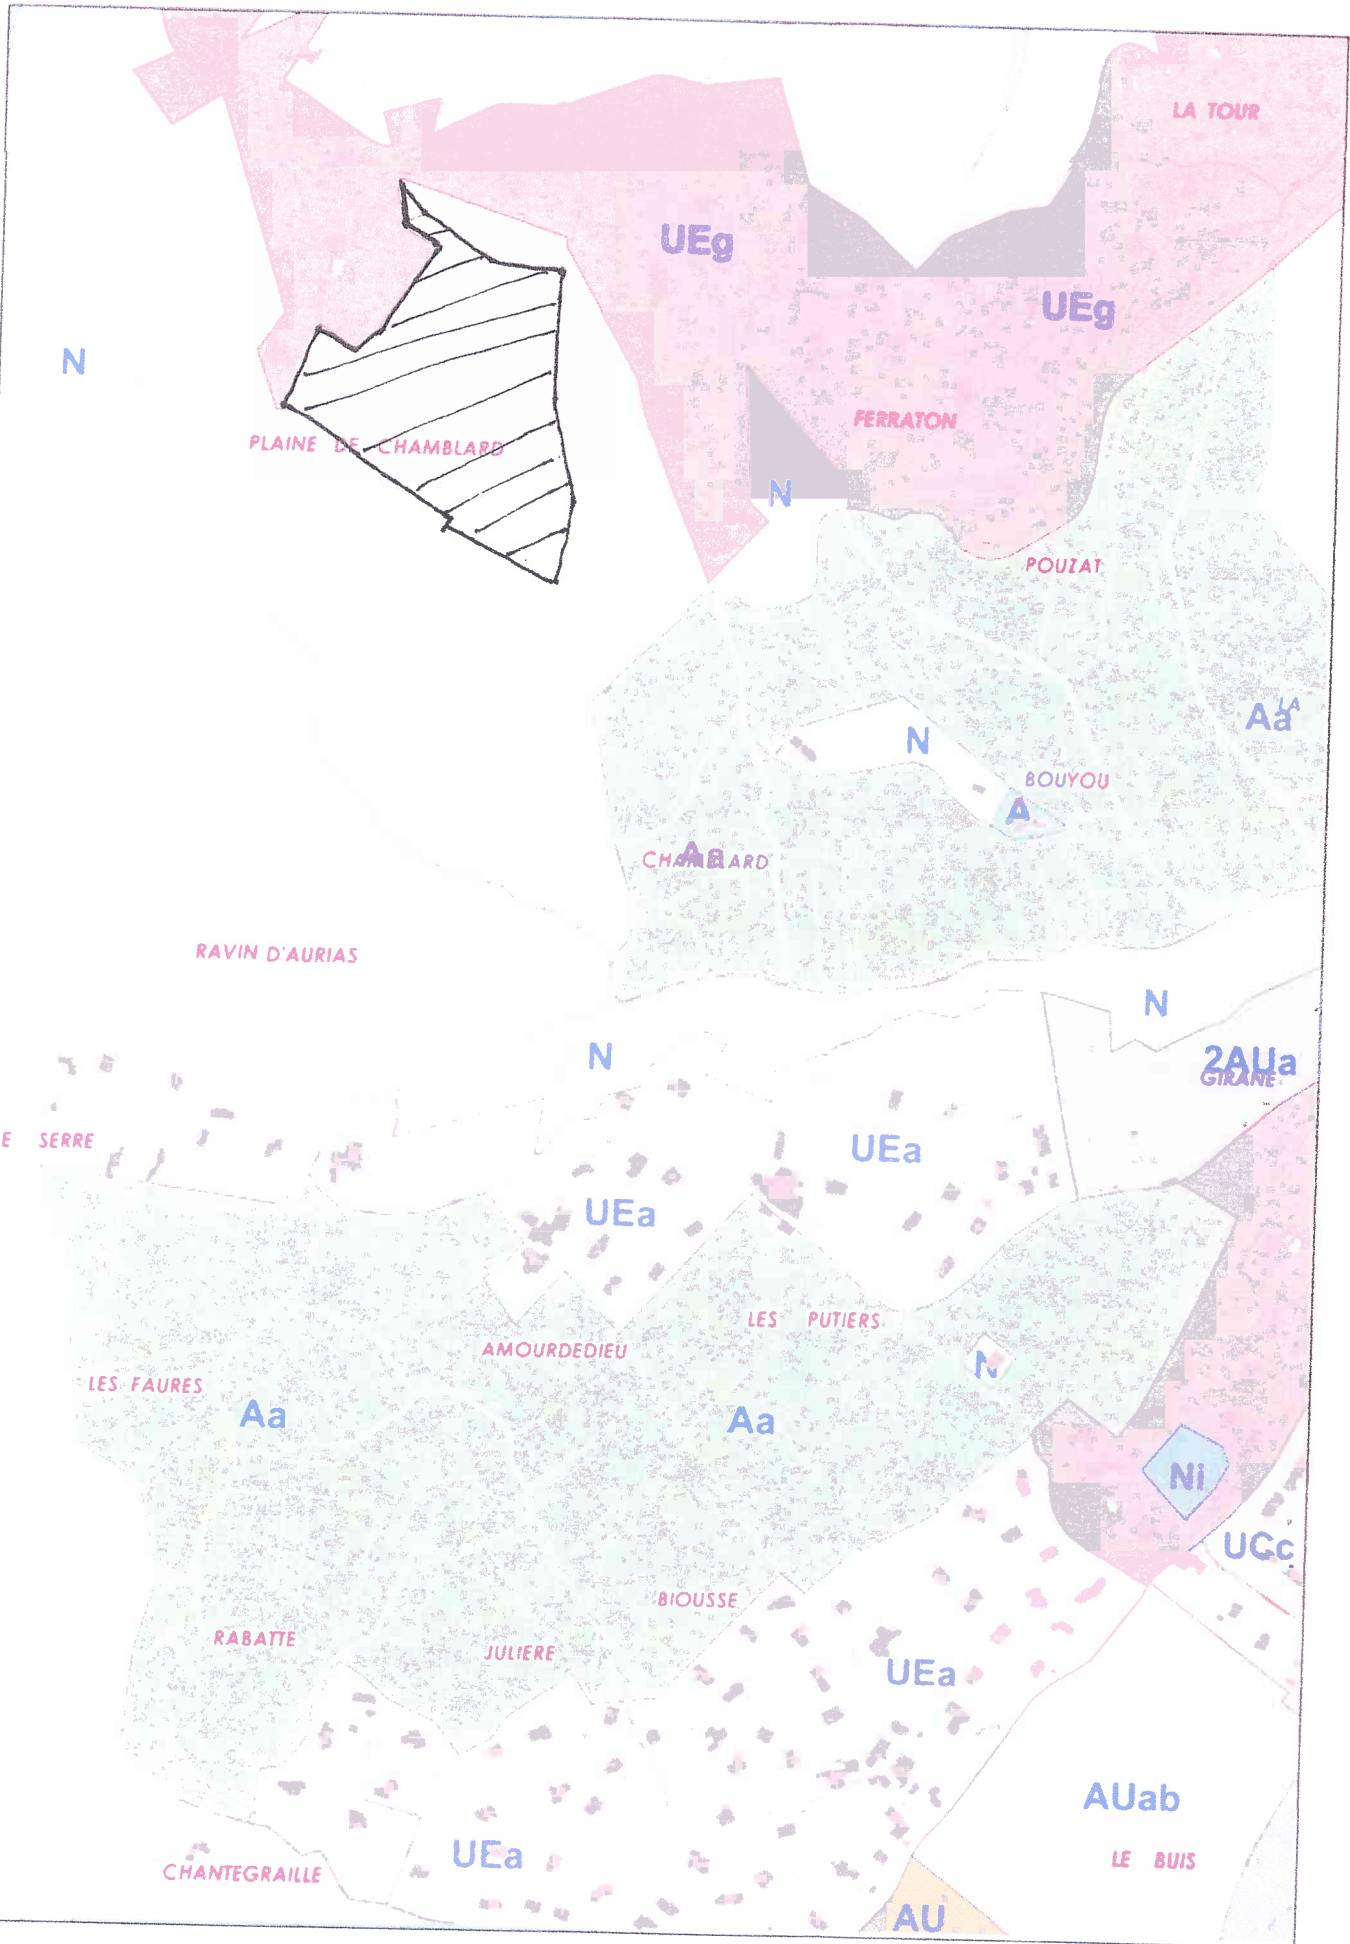 LA TOUR
UEg
UEg
N
FERRATON
PLAINE DE CHAMBLARD
N
POUZAT
LA
Aa
N
BOUYOU
A
Aa
CHAMBLARD
RAVIN D'AURIAS
N
N
2AUa
GIRANE
E SERRE
UEa
UEa
LES PUTIERS
AMOURDEDIEU
N
LES FAURES
Aa
Aa
Ni
UCc
BIOUSSE
RABATTE
JULIERE
UEa
AUab
UEa
LE BUIS
CHANTEGRAILLE
AU